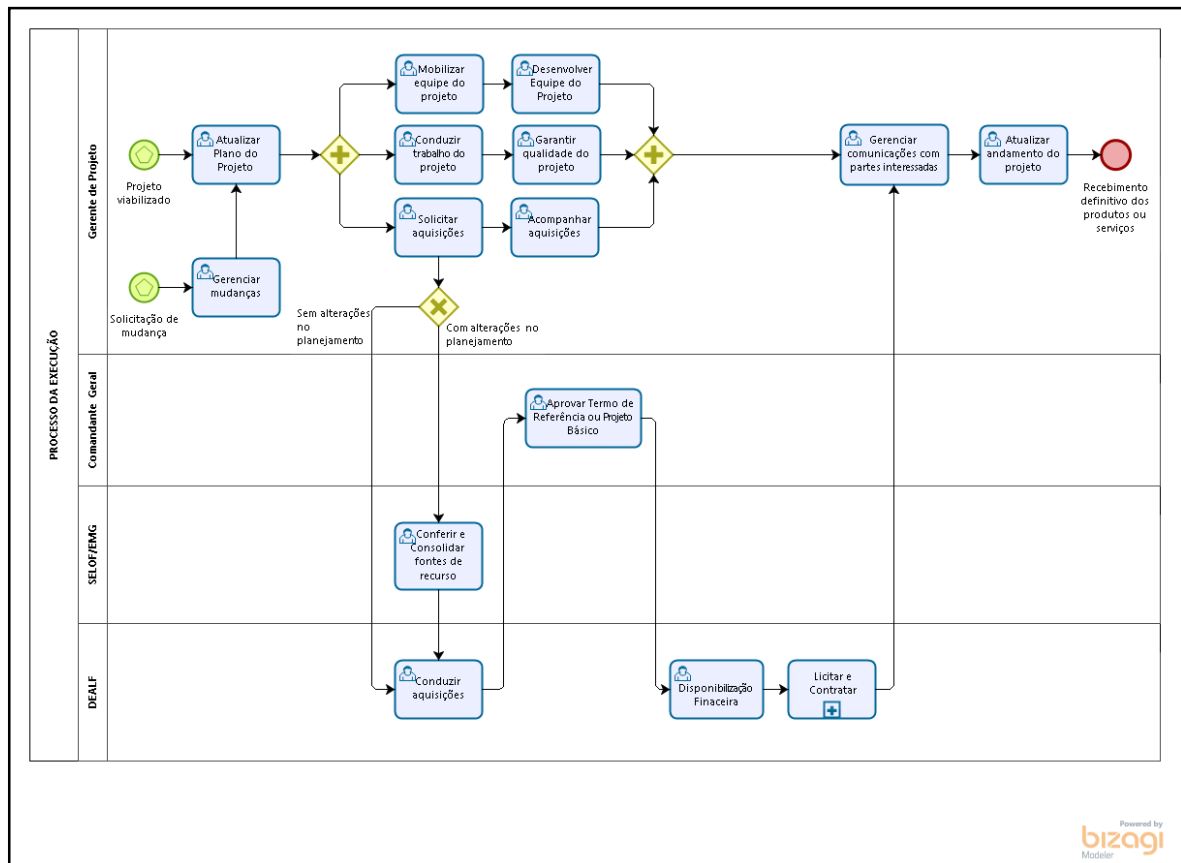 PROCESSO DA EXECUÇÃO
Gerente de Projeto
Projeto
viabilizado
Atualizar
Plano do
Projeto
Mobilizar
equipe do
projeto
Desenvolver
Equipe do
Projeto
Conduzir
trabalho do
projeto
Garantir
qualidade do
projeto
Solicitar
aquisições
Acompanhar
aquisições
Gerenciar
comunicações com
partes interessadas
Atualizar
andamento do
projeto
Recebimento
definitivo dos
produtos ou
serviços
Solicitação de
mudança
Gerenciar
mudanças
Sem alterações
no
planejamento
Com alterações no
planejamento
Comandante Geral
Aprovar Termo de
Referência ou Projeto
Básico
SELOF/EMG
Conferir e
Consolidar
fontes de
recurso
DEALF
Conduzir
aquisições
Disponibilização
Finaceira
Licitar e
Contratar
Powered by
bizagi
Modeler